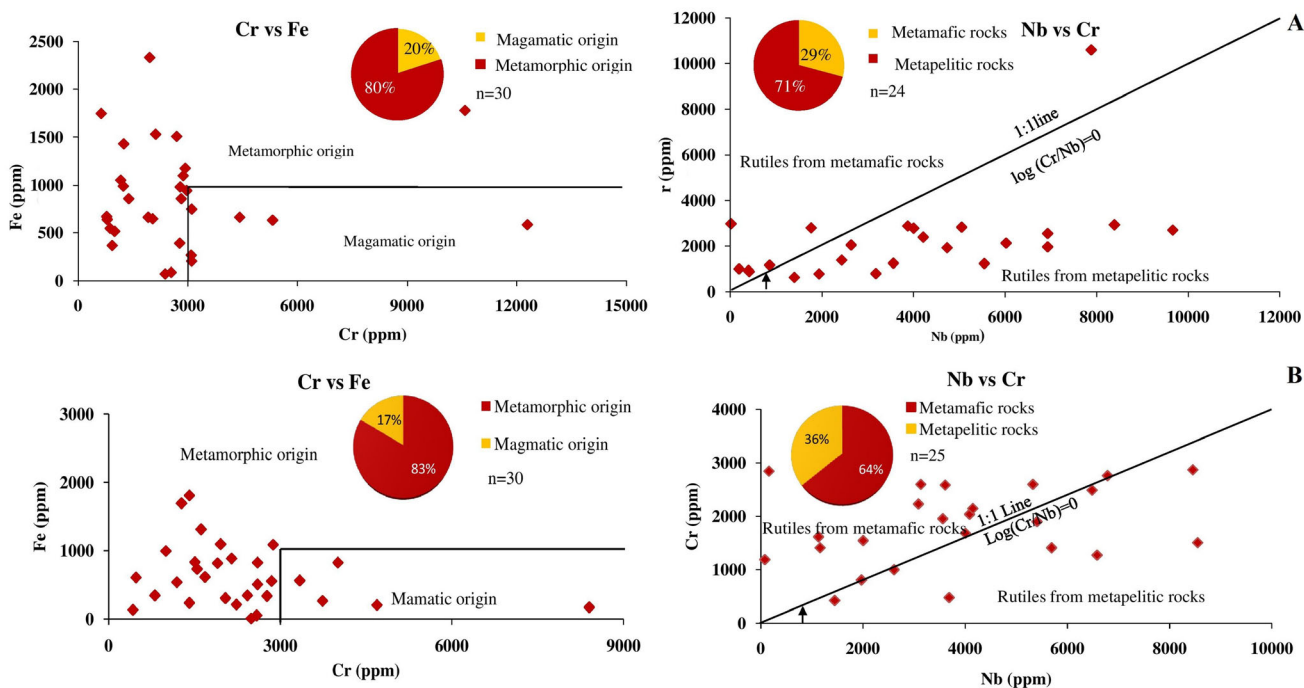 Cr vs Fe
20%
80%
Magamatic origin
Metamorphic origin
n=30
Metamorphic origin
Magamatic origin
Fe (ppm)
2500
2000
1500
1000
500
0
0
3000
6000
9000
12000
15000
Cr (ppm)
A
Nb vs Cr
29%
71%
Metamafic rocks
Metapelitic rocks
n=24
1:1line
log (Cr/Nb)=0
Rutiles from metamafic rocks
Rutiles from metapelitic rocks
r (ppm)
12000
10000
8000
6000
4000
2000
0
0
2000
4000
6000
8000
10000
12000
Nb (ppm)
Cr vs Fe
17%
83%
Metamorphic origin
Magmatic origin
n=30
Metamorphic origin
Mamatic origin
Fe (ppm)
3000
2000
1000
0
0
3000
6000
9000
Cr (ppm)
B
Nb vs Cr
36%
64%
Metamafic rocks
Metapelitic rocks
n=25
1:1 Line
Log(Cr/Nb)=0
Rutiles from metamafic rocks
Rutiles from metapelitic rocks
Cr (ppm)
4000
3000
2000
1000
0
0
2000
4000
6000
8000
10000
Nb (ppm)